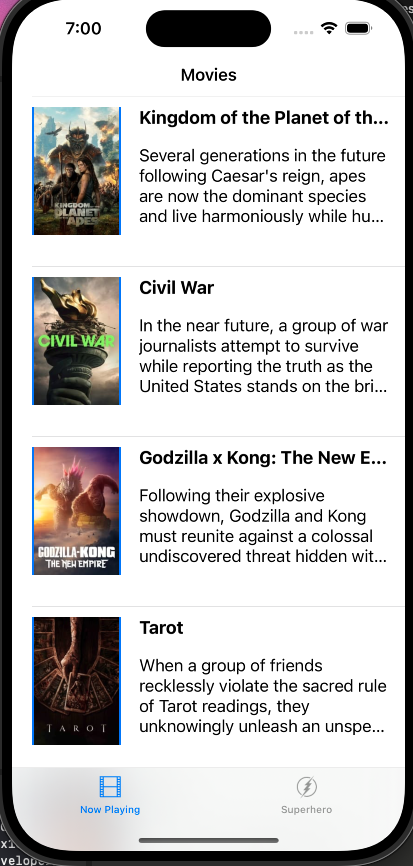 7:00
Movies
Kingdom of the Planet of th...
Several generations in the future
following Caesar's reign, apes
are now the dominant species
and live harmoniously while hu...
KINGDOM OF THE
PLANET
OF THE
APES
Civil War
In the near future, a group of war
journalists attempt to survive
while reporting the truth as the
United States stands on the bri...
CIVIL WAR
Godzilla x Kong: The New E...
Following their explosive
showdown, Godzilla and Kong
must reunite against a colossal
undiscovered threat hidden wit...
GODZILLA-KONG
THE NEW EMPIRE
Tarot
When a group of friends
recklessly violate the sacred rule
of Tarot readings, they
unknowingly unleash an unspe...
TAROT
Now Playing
Superhero
x1
velope